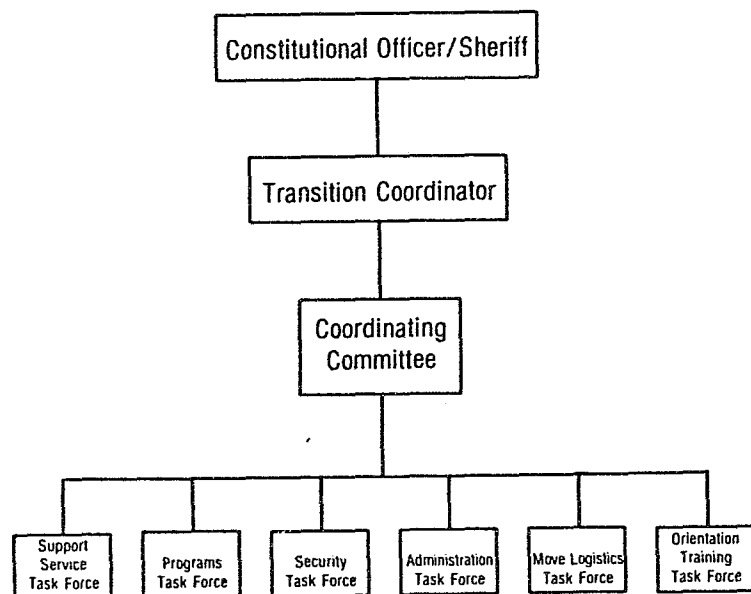 Constitutional Officer/Sheriff
Transition Coordinator
Coordinating
Committee
Support
Service
Task Force
Programs
Task Force
Security
Task Force
Administration
Task Force
Move Logistics
Task Force
Orientation
Training
Task Force